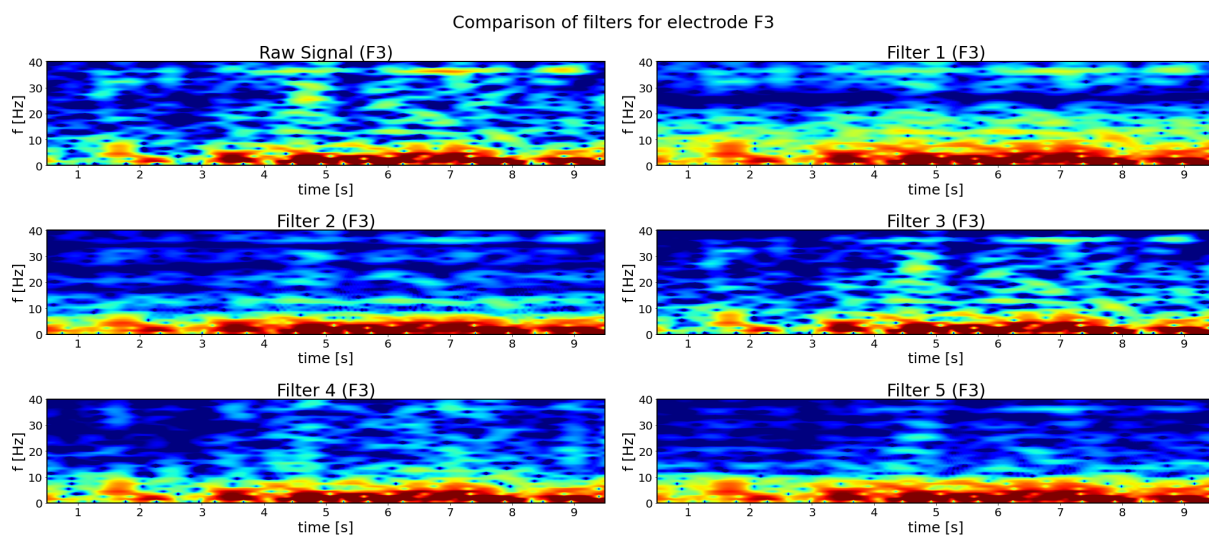 Comparison of filters for electrode F3
Raw Signal (F3)
f [Hz]
40
30
20
10
0
1 2 3 4 5 6 7 8 9
time [s]
Filter 1 (F3)
f [Hz]
40
30
20
10
0
1 2 3 4 5 6 7 8 9
time [s]
Filter 2 (F3)
f [Hz]
40
30
20
10
0
1 2 3 4 5 6 7 8 9
time [s]
Filter 3 (F3)
f [Hz]
40
30
20
10
0
1 2 3 4 5 6 7 8 9
time [s]
Filter 4 (F3)
f [Hz]
40
30
20
10
0
1 2 3 4 5 6 7 8 9
time [s]
Filter 5 (F3)
f [Hz]
40
30
20
10
0
1 2 3 4 5 6 7 8 9
time [s]